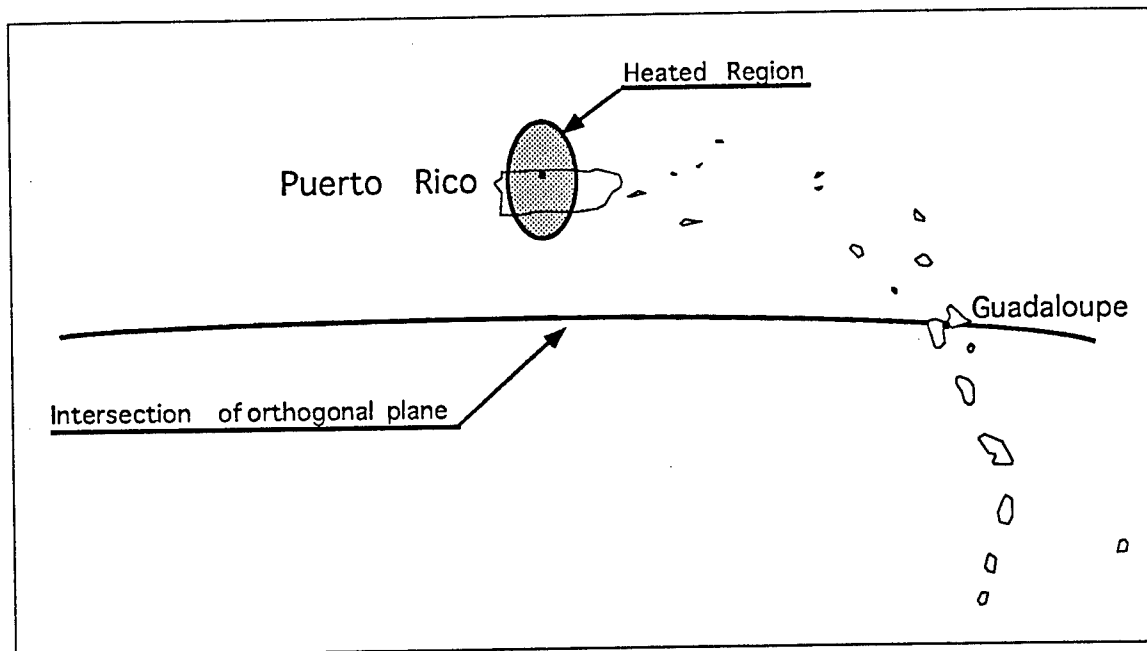 Heated Region
Puerto Rico
Guadaloupe
Intersection of orthogonal plane